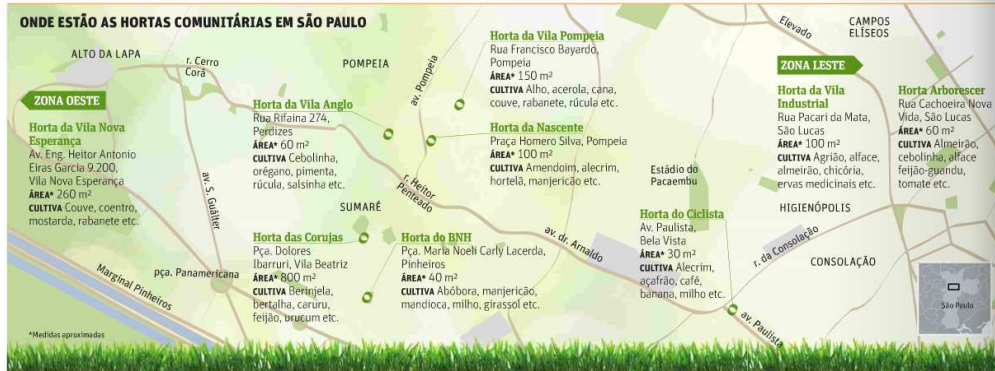 ONDE ESTÃO AS HORTAS COMUNITÁRIAS EM SÃO PAULO
ALTO DA LAPA
r. Cerro
Corá
POMPEIA
av. Pompeia
Elevado
CAMPOS
ELÍSEOS
ZONA OESTE
Horta da Vila Nova
Esperança
Av. Eng. Heitor Antonio
Eiras Garcia 9.200,
Vila Nova Esperança
ÁREA* 260 m²
CULTIVA Couve, coentro,
mostarda, rabanete etc.
Horta da Vila Anglo
Rua Rifaina 274,
Perdizes
ÁREA* 60 m²
CULTIVA Cebolinha,
orégano, pimenta,
rúcula, salsinha etc.
Horta da Vila Pompeia
Rua Francisco Bayardo,
Pompeia
ÁREA* 150 m²
CULTIVA Alho, acerola, cana,
couve, rabanete, rúcula etc.
Horta da Nascente
Praça Homero Silva, Pompeia
ÁREA* 100 m²
CULTIVA Amendoim, alecrim,
hortelã, manjericão etc.
ZONA LESTE
Horta da Vila
Industrial
Rua Pacari da Mata,
São Lucas
ÁREA* 100 m²
CULTIVA Agrião, alface,
almeirão, chicória,
ervas medicinais etc.
Horta Arborescer
Rua Cachoeira Nova
Vida, São Lucas
ÁREA* 60 m²
CULTIVA Almeirão,
cebolinha, alface
feijão-guandu,
tomate etc.
av. S. Guálter
r. Heitor
Penteado
SUMARÉ
Estádio do
Pacaembu
HIGIENÓPOLIS
Horta das Corujas
Pça. Dolores
Ibarruri, Vila Beatriz
ÁREA* 800 m²
CULTIVA Berinjela,
bertalha, caruru,
feijão, urucum etc.
Horta do BNH
Pça. Maria Noeli Carly Lacerda,
Pinheiros
ÁREA* 40 m²
CULTIVA Abóbora, manjericão,
mandioca, milho, girassol etc.
av. dr. Arnaldo
Horta do Ciclista
Av. Paulista,
Bela Vista
ÁREA* 30 m²
CULTIVA Alecrim,
açafrão, café,
banana, milho etc.
r. da Consolação
CONSOLAÇÃO
Marginal Pinheiros
pça. Panamericana
av. Paulista
São Paulo
*Medidas aproximadas